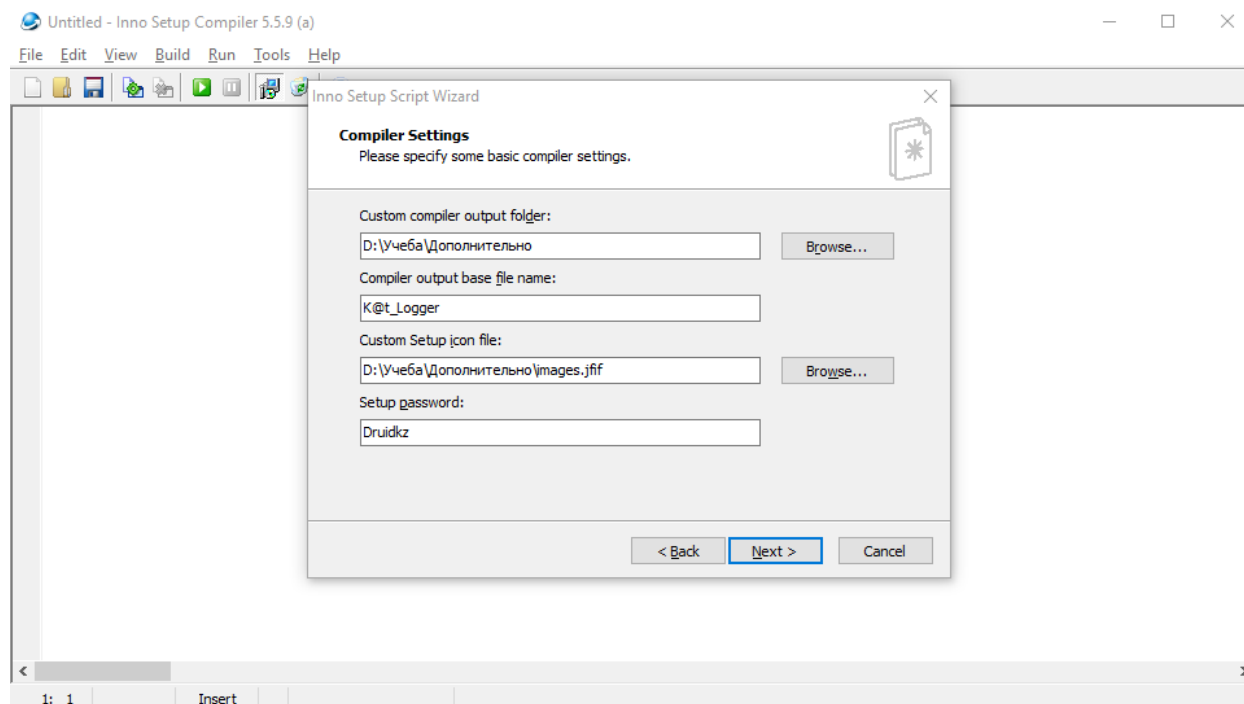 Untitled - Inno Setup Compiler 5.5.9 (a)
File Edit View Build Run Tools Help
Inno Setup Script Wizard
Compiler Settings
Please specify some basic compiler settings.
Custom compiler output folder:
D:\Учеба\Дополнительно
Browse...
Compiler output base file name:
K@t_Logger
Custom Setup icon file:
D:\Учеба\Дополнительно\images.jfif
Browse...
Setup password:
Druidkz
< Back Next > Cancel
1: 1 Insert